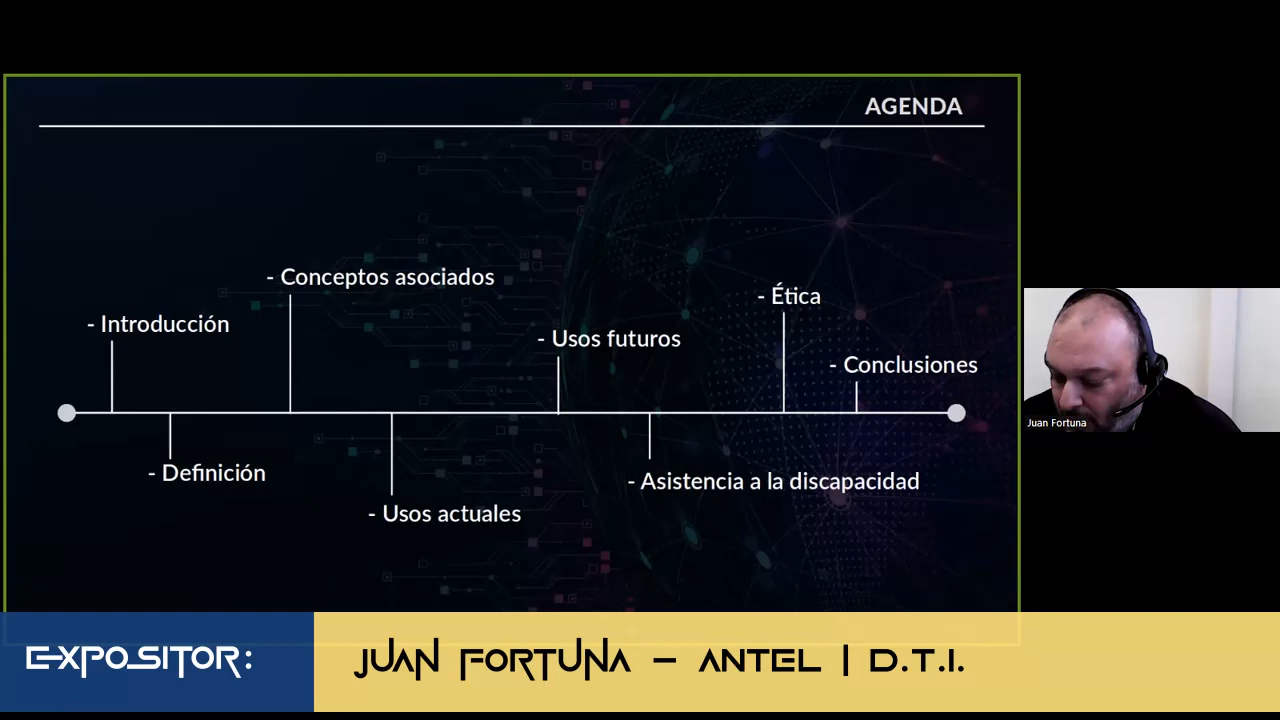 AGENDA
- Conceptos asociados
- Ética
- Introducción
- Usos futuros
- Conclusiones
- Definición
- Asistencia a la discapacidad
- Usos actuales
Juan Fortuna
EXPOSITOR:
JUAN FORTUNA - ANTEL | D.T.I.